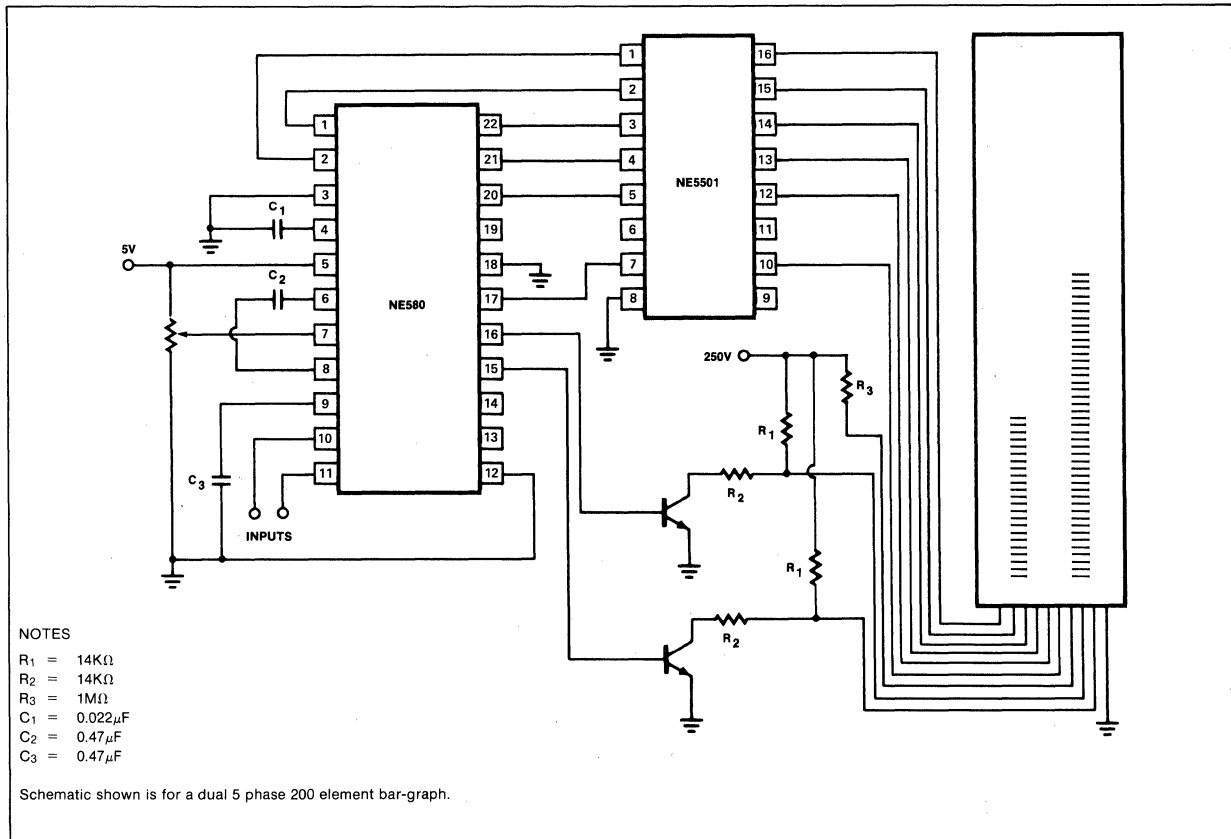 NE580
1
2
3
4
5
6
7
8
9
10
11
22
21
20
19
18
17
16
15
14
13
12
NE5501
1
2
3
4
5
6
7
8
16
15
14
13
12
11
10
9
C1
5V
C2
C3
INPUTS
250V
R1
R3
R2
R1
R2
NOTES
R1 = 14KΩ
R2 = 14KΩ
R3 = 1MΩ
C1 = 0.022μF
C2 = 0.47μF
C3 = 0.47μF
Schematic shown is for a dual 5 phase 200 element bar-graph.